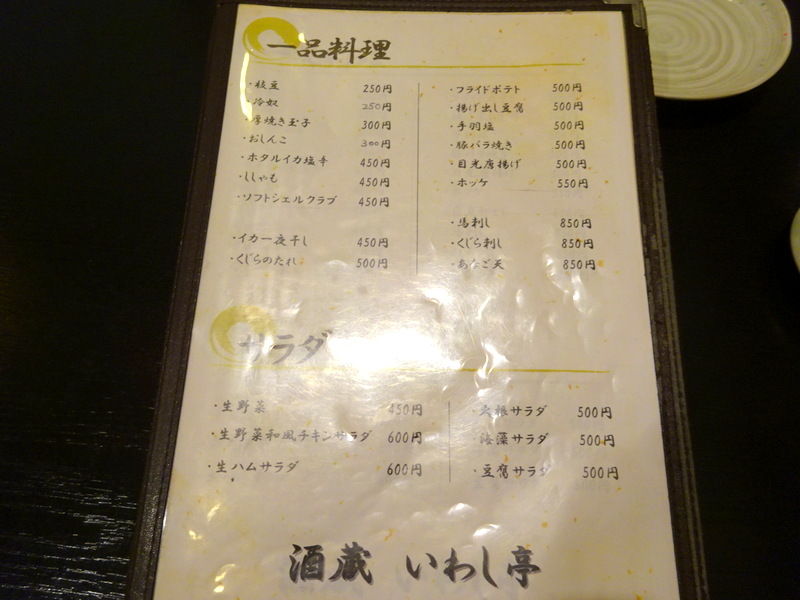 一品料理
・枝豆 250円
・冷奴 250円
・厚焼き玉子 300円
・おしんこ 300円
・ホタルイカ塩辛 450円
・ししゃも 450円
・ソフトシェルクラブ 450円
・イカ一夜干し 450円
・くじらのたれ 500円
・フライドポテト 500円
・揚げ出し豆腐 500円
・手羽塩 500円
・豚バラ焼き 500円
・目光唐揚げ 500円
・ホッケ 550円
・馬刺し 850円
・くじら刺し 850円
・あなご天 850円
サラダ
・生野菜 450円
・生野菜和風チキンサラダ 600円
・生ハムサラダ 600円
・大根サラダ 500円
・海藻サラダ 500円
・豆腐サラダ 500円
酒蔵 いわし亭